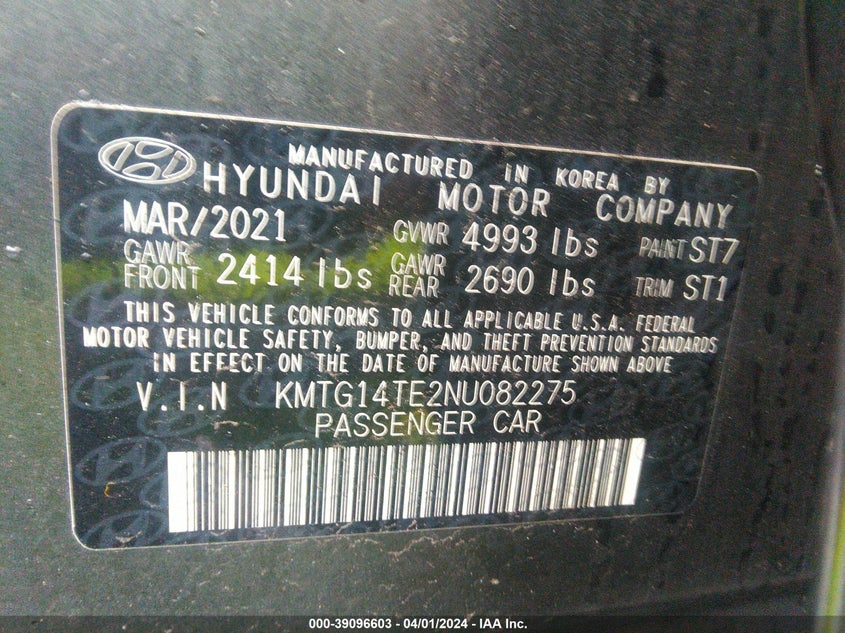 MANUFACTURED IN KOREA BY
HYUNDAI MOTOR COMPANY
MAR/2021 GVWR 4993 lbs PAINT ST7
GAWR FRONT 2414 lbs GAWR REAR 2690 lbs TRIM ST1
THIS VEHICLE CONFORMS TO ALL APPLICABLE U.S.A. FEDERAL
MOTOR VEHICLE SAFETY, BUMPER, AND THEFT PREVENTION STANDARDS
IN EFFECT ON THE DATE OF MANUFACTURE SHOWN ABOVE
V.I.N KMTG14TE2NU082275
PASSENGER CAR
000-39096603 - 04/01/2024 - IAA Inc.